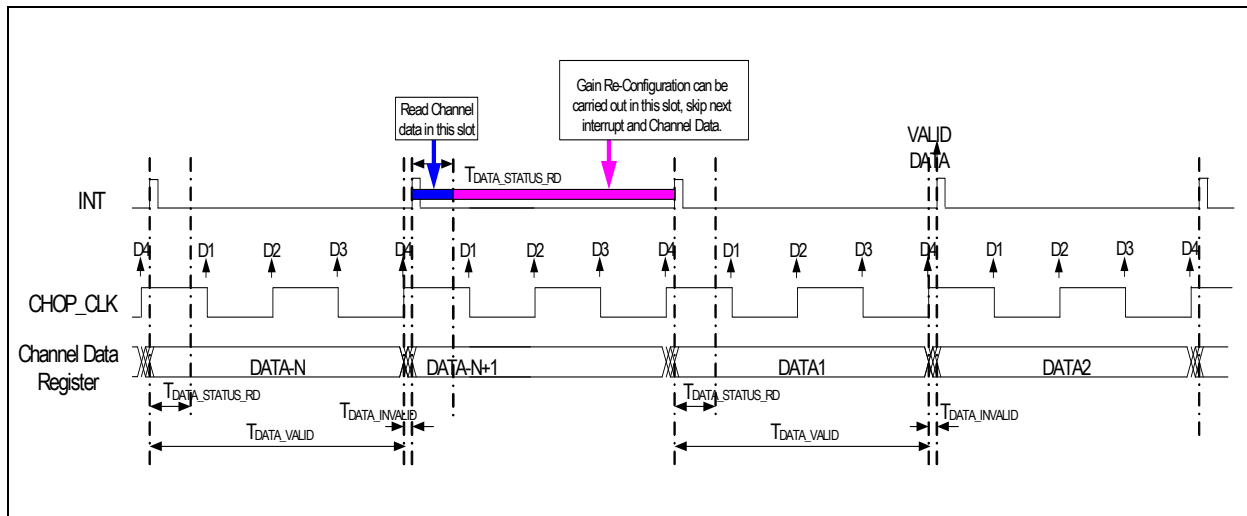 Read Channel
data in this slot
Gain Re-Configuration can be
carried out in this slot, skip next
interrupt and Channel Data.
VALID
DATA
TDATA_STATUS_RD
INT
D4 D1 D2 D3 D4 D1 D2 D3 D4 D1 D2 D3 D4 D1 D2 D3 D4
CHOP_CLK
Channel Data
Register
DATA-N DATA-N+1 DATA1 DATA2
TDATA_STATUS_RD TDATA_STATUS_RD
TDATA_INVALID TDATA_INVALID
TDATA_VALID TDATA_VALID